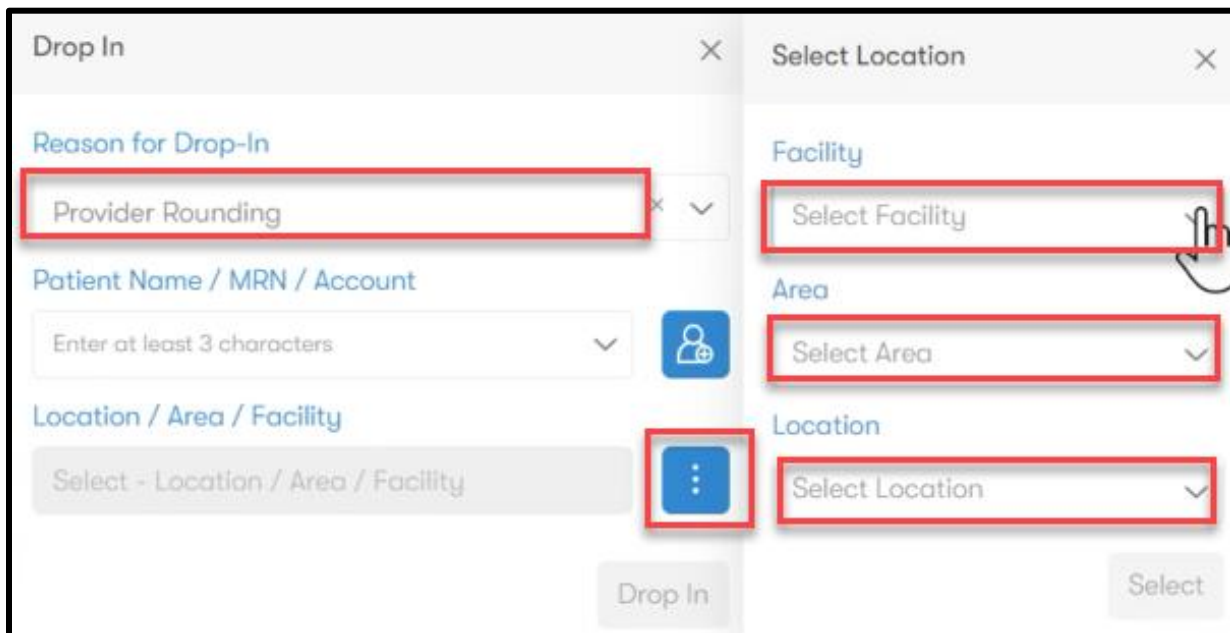 Drop In
Reason for Drop-In
Provider Rounding
Patient Name / MRN / Account
Enter at least 3 characters
Location / Area / Facility
Select - Location / Area / Facility
Drop In
Select Location
Facility
Select Facility
Area
Select Area
Location
Select Location
Select